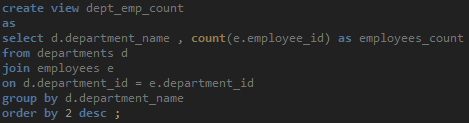 create view dept_emp_count
as
select d.department_name , count(e.employee_id) as employees_count
from departments d
join employees e
on d.department_id = e.department_id
group by d.department_name
order by 2 desc ;